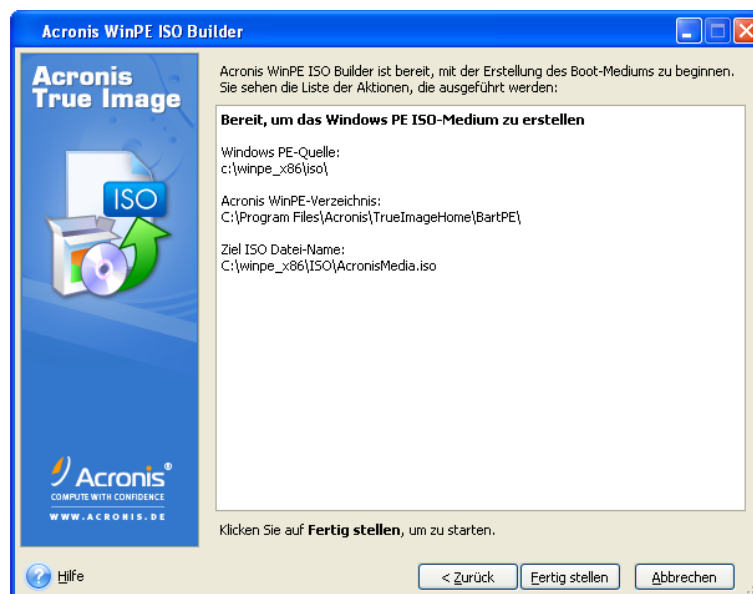 Acronis WinPE ISO Builder
Acronis
True Image
ISO
Acronis®
COMPUTE WITH CONFIDENCE
WWW.ACRONIS.DE
Acronis WinPE ISO Builder ist bereit, mit der Erstellung des Boot-Mediums zu beginnen.
Sie sehen die Liste der Aktionen, die ausgeführt werden:
Bereit, um das Windows PE ISO-Medium zu erstellen
Windows PE-Quelle:
c:\winpe_x86\iso\
Acronis WinPE-Verzeichnis:
C:\Program Files\Acronis\TrueImageHome\BartPE\
Ziel ISO Datei-Name:
C:\winpe_x86\ISO\AcronisMedia.iso
Klicken Sie auf Fertig stellen, um zu starten.
Hilfe
< Zurück
Fertig stellen
Abbrechen